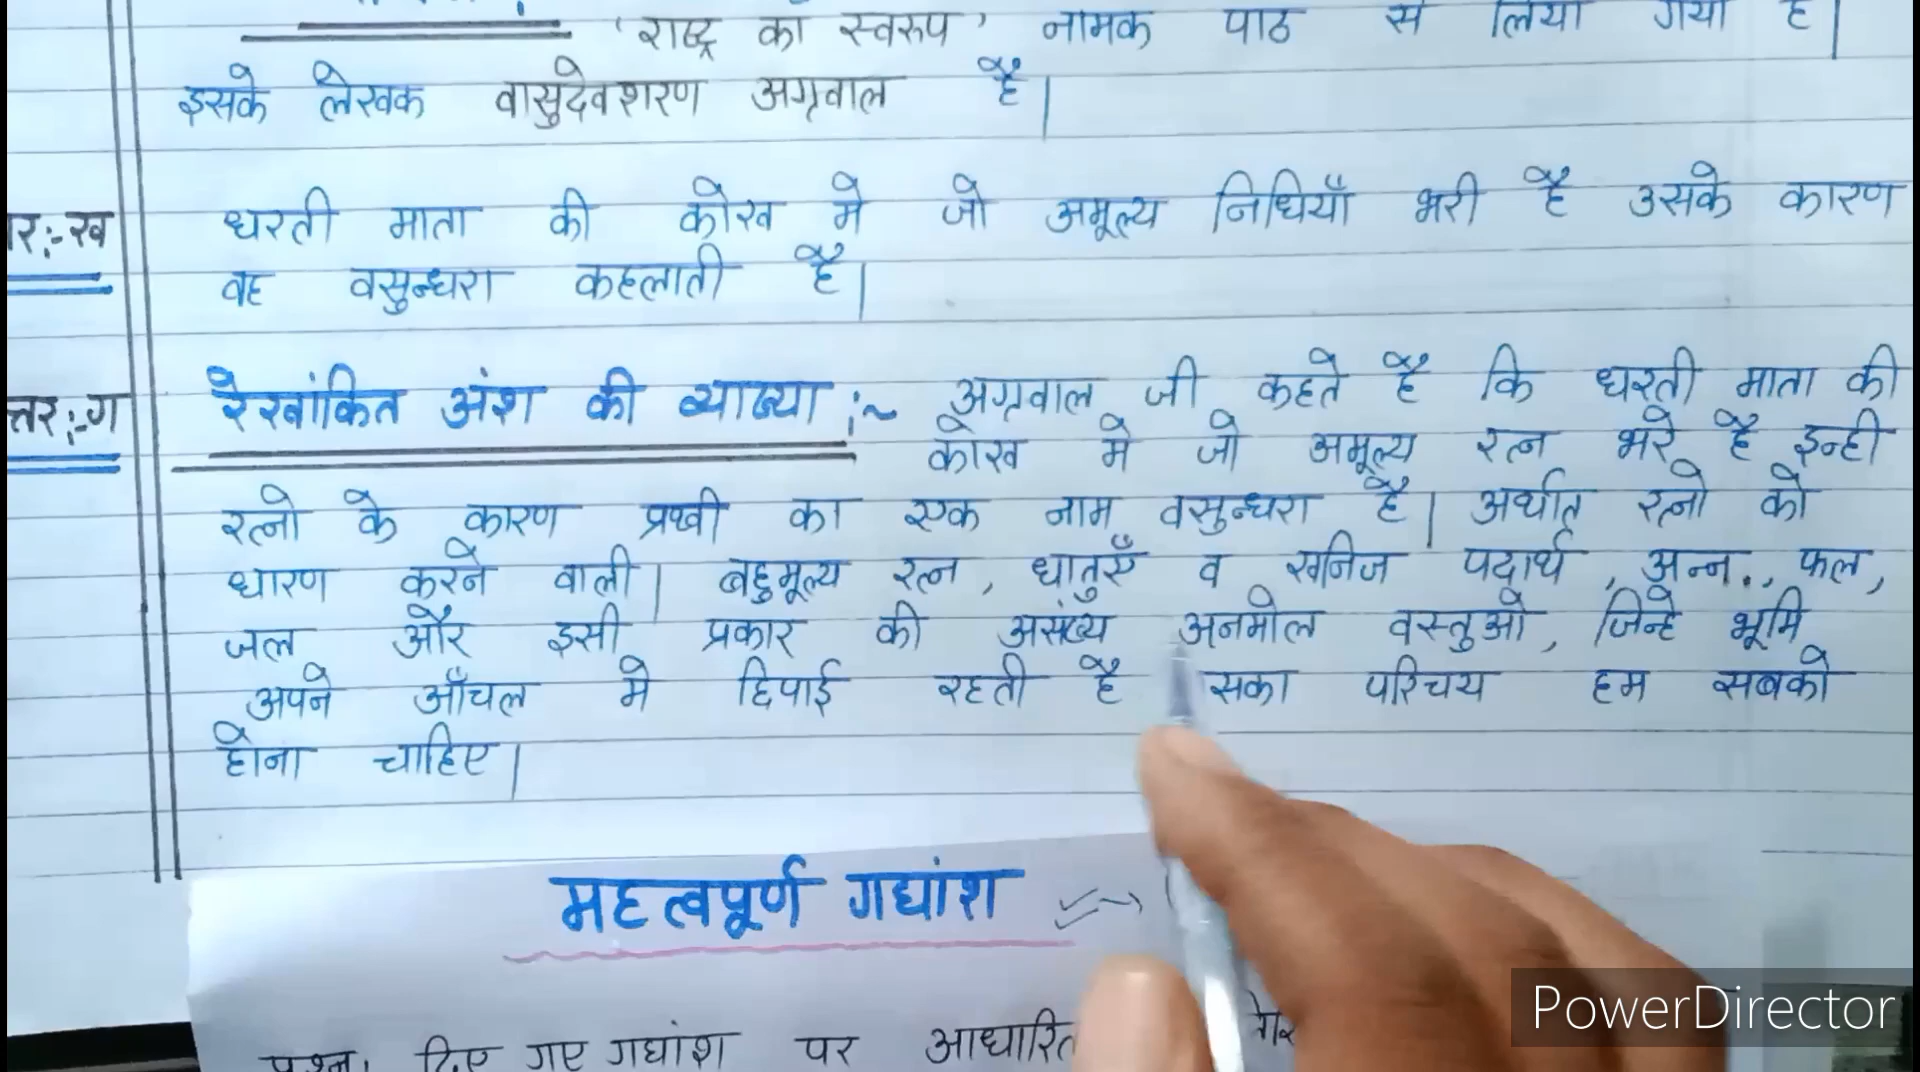 'राष्ट्र का स्वरुप' नामक पाठ से लिया गया है।
इसके लेखक वासुदेवशरण अग्रवाल है।
धरती माता की कोख मे जो अमूल्य निधियाँ भरी है उसके कारण
वह वसुन्धरा कहलाती है।
रेखांकित अंश की व्याख्या :~ अग्रवाल जी कहते है कि धरती माता की
कोख मे जो अमूल्य रत्न भरे है इन्ही
रत्नो के कारण प्रथ्वी का एक नाम वसुन्धरा है। अर्थात् रत्नो को
धारण करने वाली। बहुमूल्य रत्न, धातुएँ व खनिज पदार्थ, अन्न., फल,
जल और इसी प्रकार की असंख्य अनमोल वस्तुओ, जिन्हे भूमि
अपने आँचल मे छिपाई रहती है सका परिचय हम सबको
होना चाहिए।
महत्वपूर्ण गद्यांश
प्रश्न. दिए गए गद्यांश पर आधारित
PowerDirector